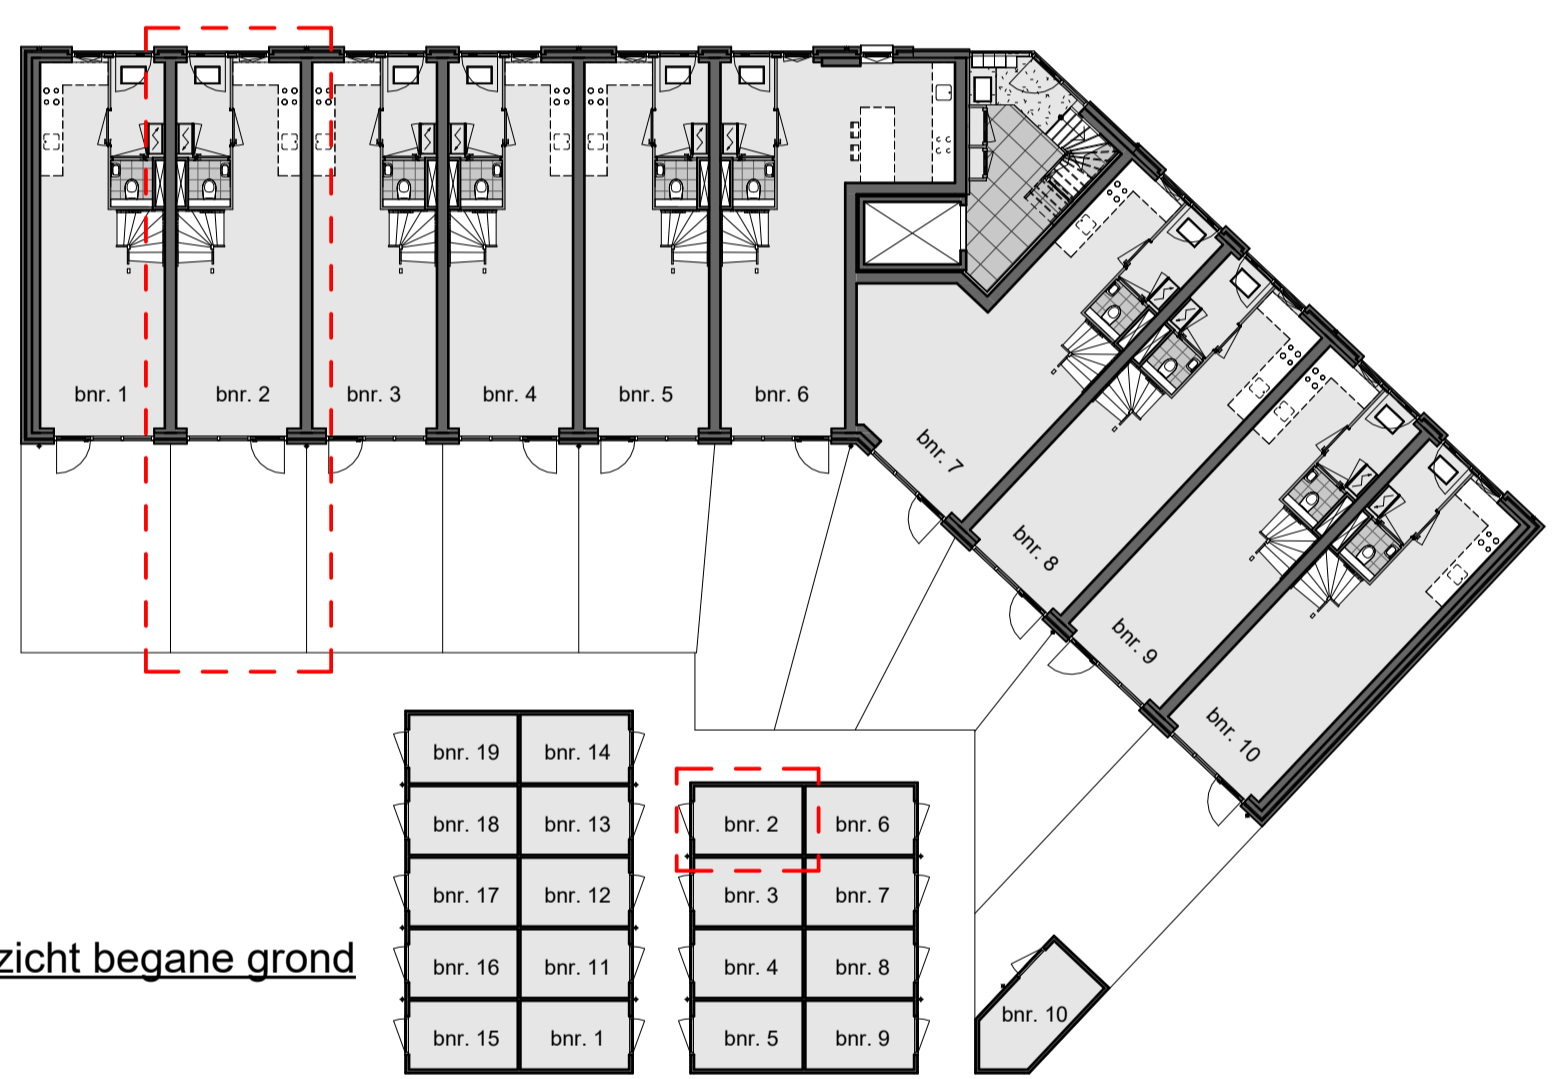 bnr. 1
bnr. 2
bnr. 3
bnr. 4
bnr. 5
bnr. 6
bnr. 7
bnr. 8
bnr. 9
bnr. 10
bnr. 19
bnr. 14
bnr. 18
bnr. 13
bnr. 17
bnr. 12
bnr. 16
bnr. 11
bnr. 15
bnr. 1
bnr. 2
bnr. 6
bnr. 3
bnr. 7
bnr. 4
bnr. 8
bnr. 5
bnr. 9
bnr. 10
zicht begane grond